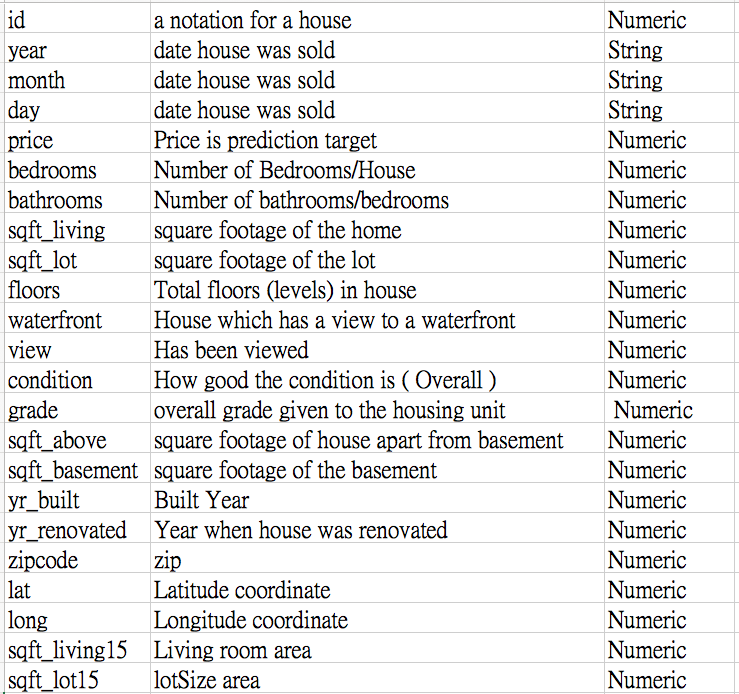 id a notation for a house Numeric
year date house was sold String
month date house was sold String
day date house was sold String
price Price is prediction target Numeric
bedrooms Number of Bedrooms/House Numeric
bathrooms Number of bathrooms/bedrooms Numeric
sqft_living square footage of the home Numeric
sqft_lot square footage of the lot Numeric
floors Total floors (levels) in house Numeric
waterfront House which has a view to a waterfront Numeric
view Has been viewed Numeric
condition How good the condition is ( Overall ) Numeric
grade overall grade given to the housing unit Numeric
sqft_above square footage of house apart from basement Numeric
sqft_basement square footage of the basement Numeric
yr_built Built Year Numeric
yr_renovated Year when house was renovated Numeric
zipcode zip Numeric
lat Latitude coordinate Numeric
long Longitude coordinate Numeric
sqft_living15 Living room area Numeric
sqft_lot15 lotSize area Numeric